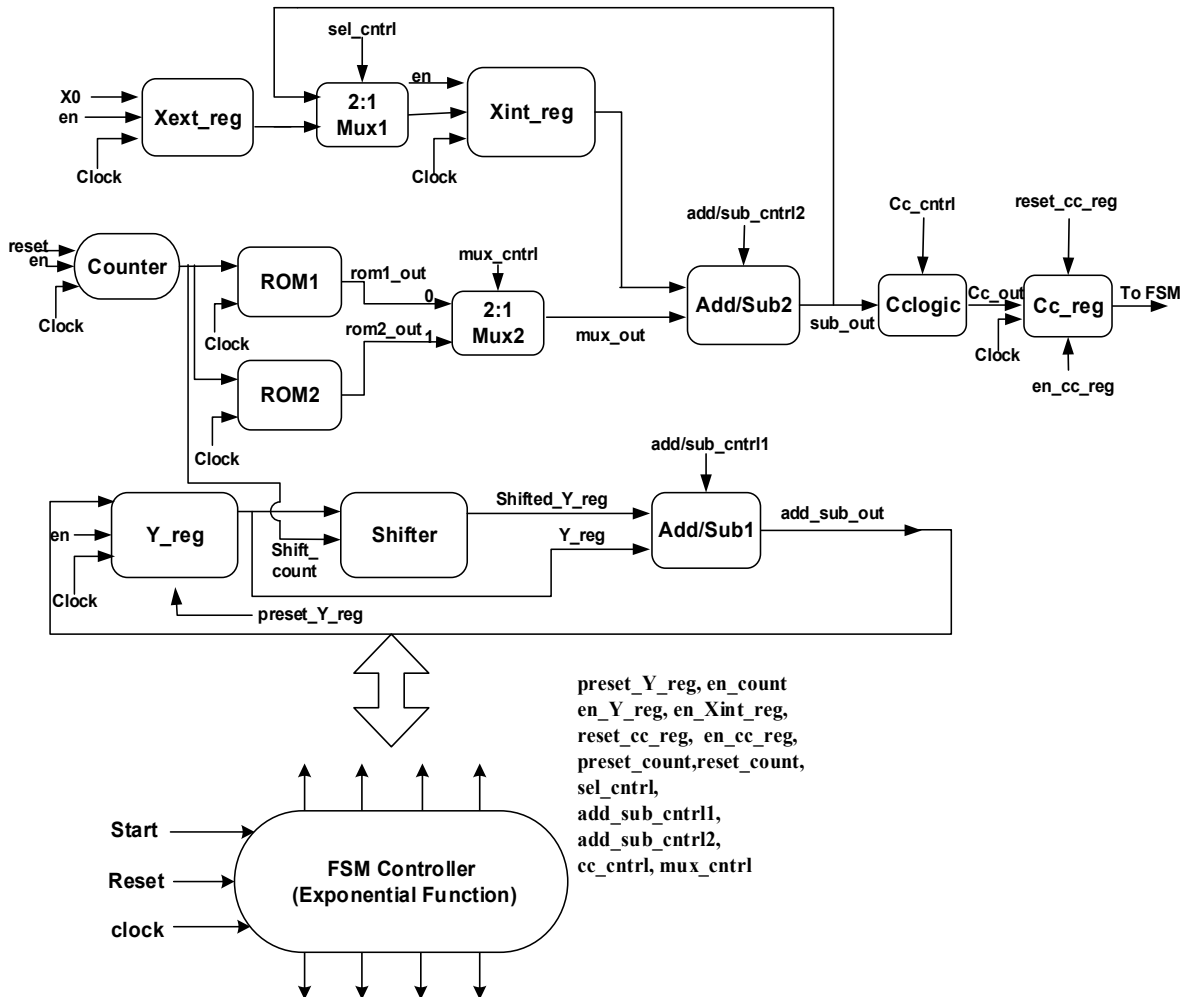 sel_cntrl
X0
en
Clock
Xext_reg
2:1
Mux1
en
Xint_reg
Clock
add/sub_cntrl2
Cc_cntrl
reset_cc_reg
reset
en
Counter
Clock
ROM1
rom1_out
0
mux_cntrl
2:1
Mux2
mux_out
Add/Sub2
sub_out
Cclogic
Cc_out
Clock
Cc_reg
To FSM
en_cc_reg
Clock
rom2_out
1
ROM2
Clock
add/sub_cntrl1
en
Clock
Y_reg
preset_Y_reg
Shift_
count
Shifter
Shifted_Y_reg
Y_reg
Add/Sub1
add_sub_out
preset_Y_reg, en_count
en_Y_reg, en_Xint_reg,
reset_cc_reg, en_cc_reg,
preset_count,reset_count,
sel_cntrl,
add_sub_cntrl1,
add_sub_cntrl2,
cc_cntrl, mux_cntrl
Start
Reset
clock
FSM Controller
(Exponential Function)